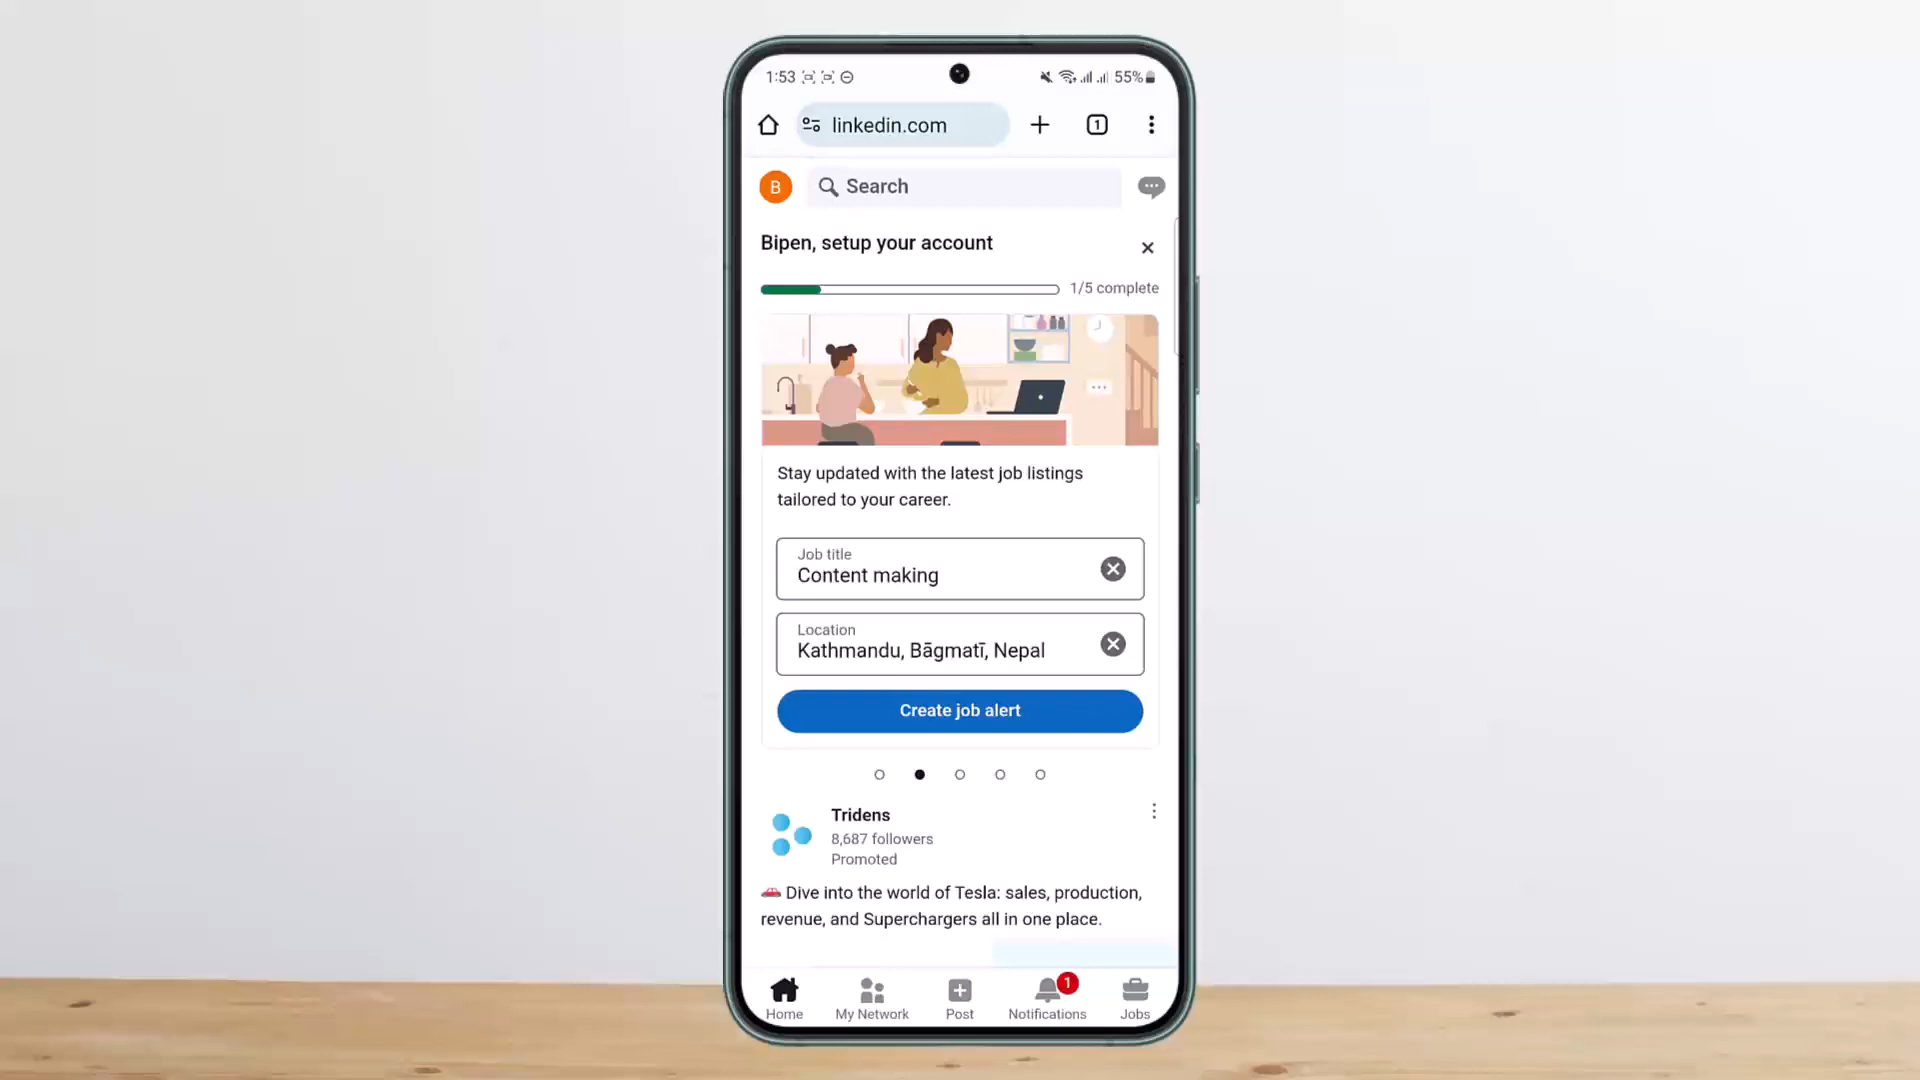 1:53
55%
linkedin.com
1
B
Search
Bipen, setup your account
1/5 complete
Stay updated with the latest job listings
tailored to your career.
Job title
Content making
Location
Kathmandu, Bāgmatī, Nepal
Create job alert
Tridens
8,687 followers
Promoted
🚗 Dive into the world of Tesla: sales, production,
revenue, and Superchargers all in one place.
1
Home
My Network
Post
Notifications
Jobs